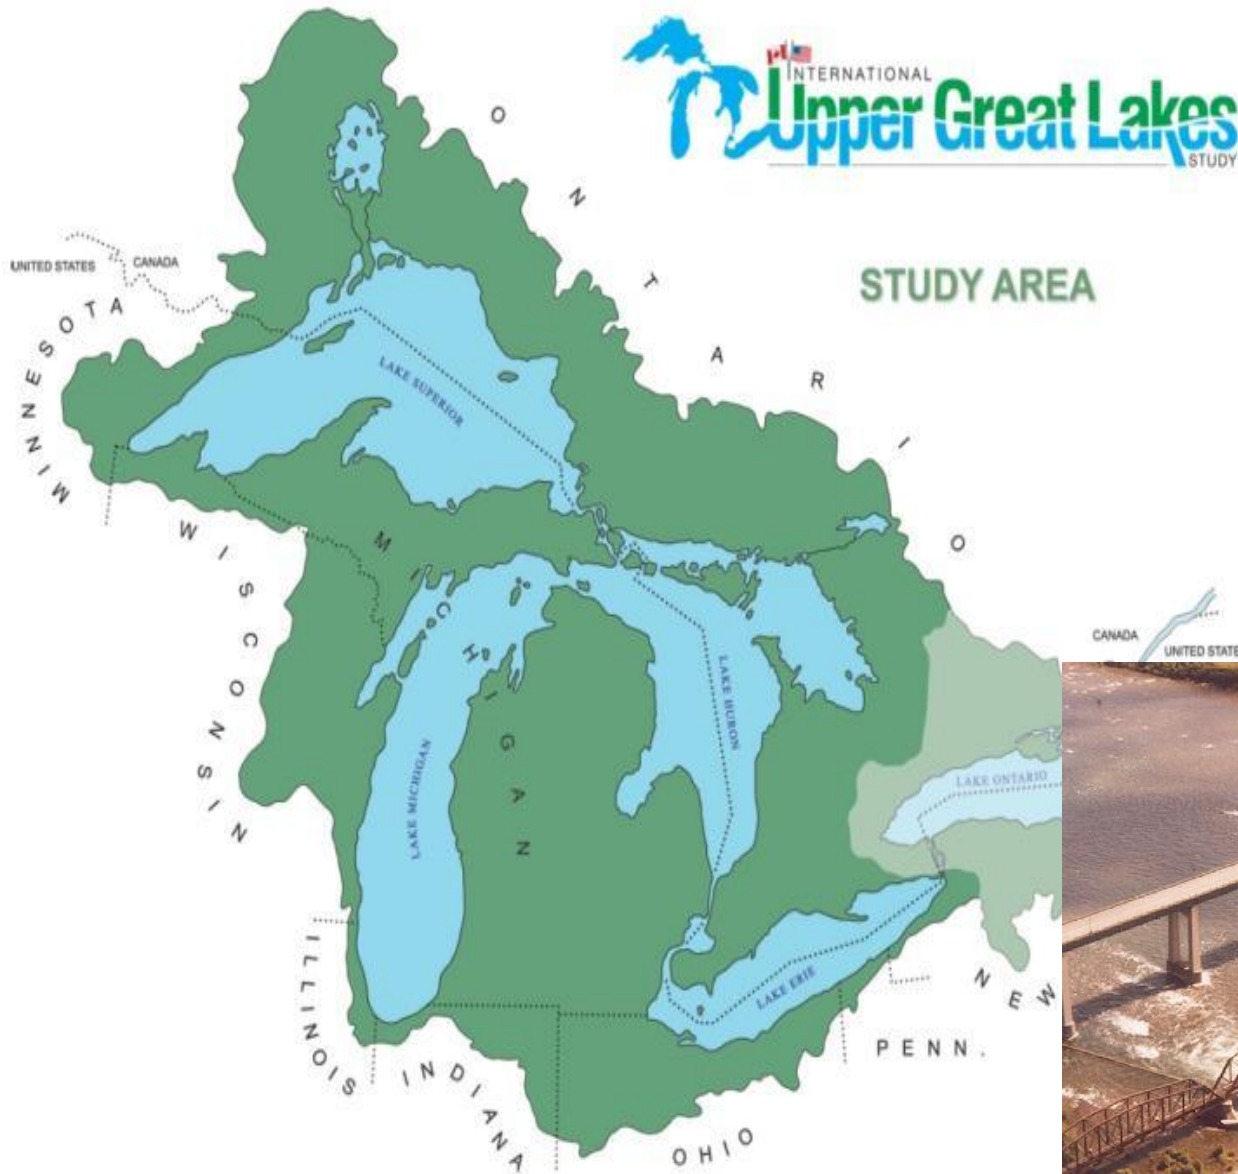 INTERNATIONAL
Upper Great Lakes
STUDY
STUDY AREA
ONTARIO
UNITED STATES
CANADA
MINNESOTA
LAKE SUPERIOR
WISCONSIN
MICHIGAN
LAKE MICHIGAN
LAKE HURON
CANADA
UNITED STATE
LAKE ONTARIO
LAKE ERIE
NEW
PENN.
ILLINOIS
INDIANA
OHIO